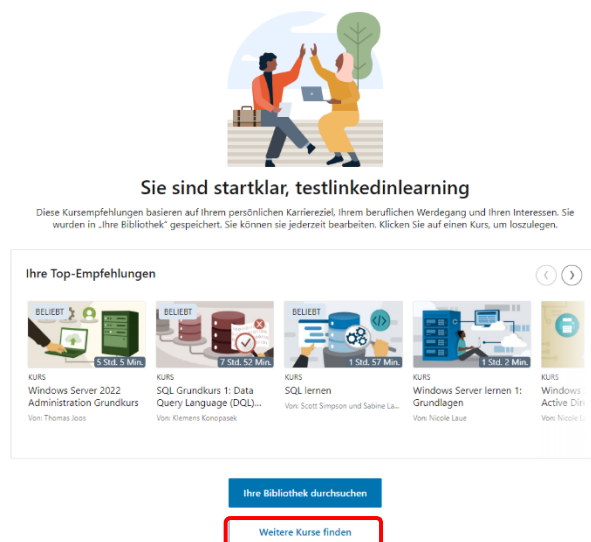 Sie sind startklar, testlinkedinlearning
Diese Kursempfehlungen basieren auf Ihrem persönlichen Karriereziel, Ihrem beruflichen Werdegang und Ihren Interessen. Sie
wurden in „Ihre Bibliothek“ gespeichert. Sie können sie jederzeit bearbeiten. Klicken Sie auf einen Kurs, um loszulegen.
Ihre Top-Empfehlungen
BELIEBT
5 Std. 5 Min.
KURS
Windows Server 2022
Administration Grundkurs
Von: Thomas Joos
BELIEBT
7 Std. 52 Min.
KURS
SQL Grundkurs 1: Data
Query Language (DQL)...
Von: Klemens Konopasek
BELIEBT
1 Std. 57 Min.
KURS
SQL lernen
Von: Scott Simpson und Sabine La...
1 Std. 2 Min.
KURS
Windows Server lernen 1:
Grundlagen
Von: Nicole Laue
KURS
Windows
Active
Von: Nicole
Ihre Bibliothek durchsuchen
Weitere Kurse finden